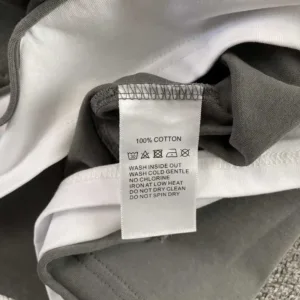 100% COTTON
WASH INSIDE OUT
WASH COLD GENTLE
NO CHLORINE
IRON AT LOW HEAT
DO NOT DRY CLEAN
DO NOT SPIN DRY